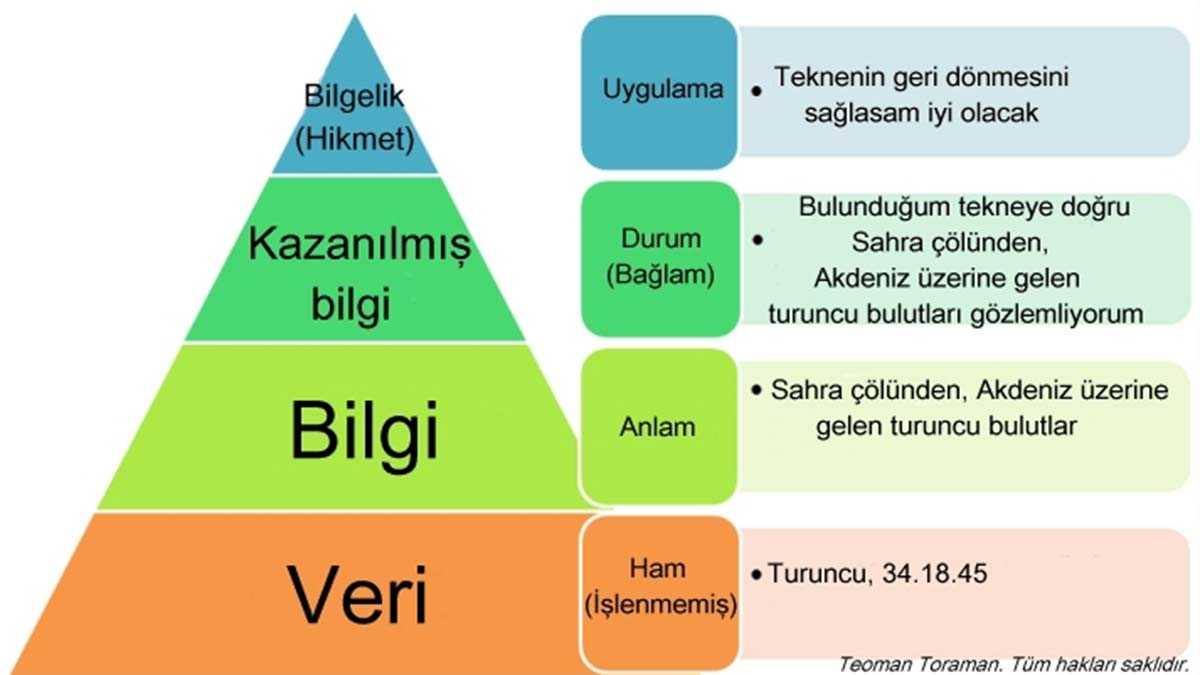 Bilgelik
(Hikmet)
Uygulama
• Teknenin geri dönmesini
sağlasam iyi olacak
Kazanılmış
bilgi
Durum
(Bağlam)
Bulunduğum tekneye doğru
• Sahra çölünden,
Akdeniz üzerine gelen
turuncu bulutları gözlemliyorum
Bilgi
Anlam
• Sahra çölünden, Akdeniz üzerine
gelen turuncu bulutlar
Veri
Ham
(İşlenmemiş)
• Turuncu, 34.18.45
Teoman Toraman. Tüm hakları saklıdır.